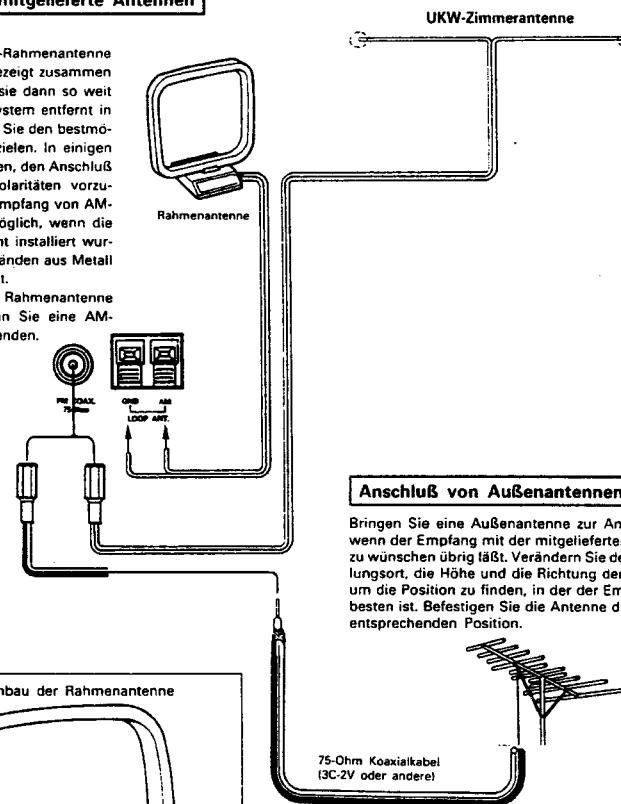 mitgelieferte Antennen
-Rahmenantenne
ezeigt zusammen
sie dann so weit
ystem entfernt in
Sie den bestmö-
zielen. In einigen
en, den Anschluß
olaritäten vorzu-
mpfang von AM-
öglich, wenn die
nt installiert wur-
änden aus Metall
t.
Rahmenantenne
n Sie eine AM-
enden.
UKW-Zimmerantenne
Rahmenantenne
FM COAX.
75 Ohm
GND AM
LOOP ANT.
Anschluß von Außenantennen
Bringen Sie eine Außenantenne zur An
wenn der Empfang mit der mitgelieferte
zu wünschen übrig läßt. Verändern Sie de
lungsort, die Höhe und die Richtung der
um die Position zu finden, in der der Em
besten ist. Befestigen Sie die Antenne d
entsprechenden Position.
nbau der Rahmenantenne
75-Ohm Koaxialkabel
(3C-2V oder andere)